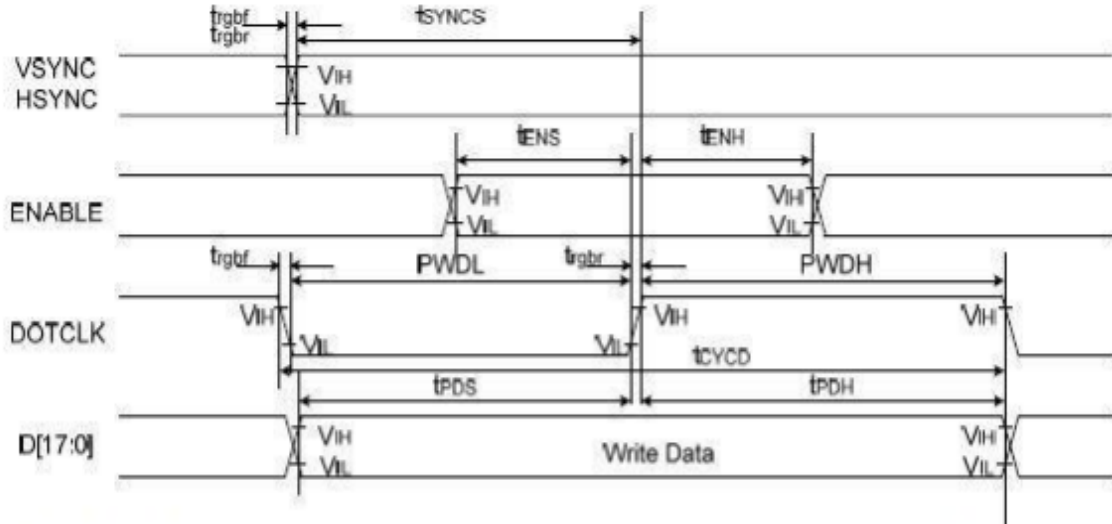 trgbf tSYNCS
trgbr
VSYNC VIH
HSYNC VIL
tENS tENH
VIH VIH
ENABLE
VIL VIL
trgbf PWDL trgbr PWDH
VIH VIH VIH
DOTCLK
VIL VIL
tCYCD
tPDS tPDH
VIH VIH
D[17:0] Write Data
VIL VIL